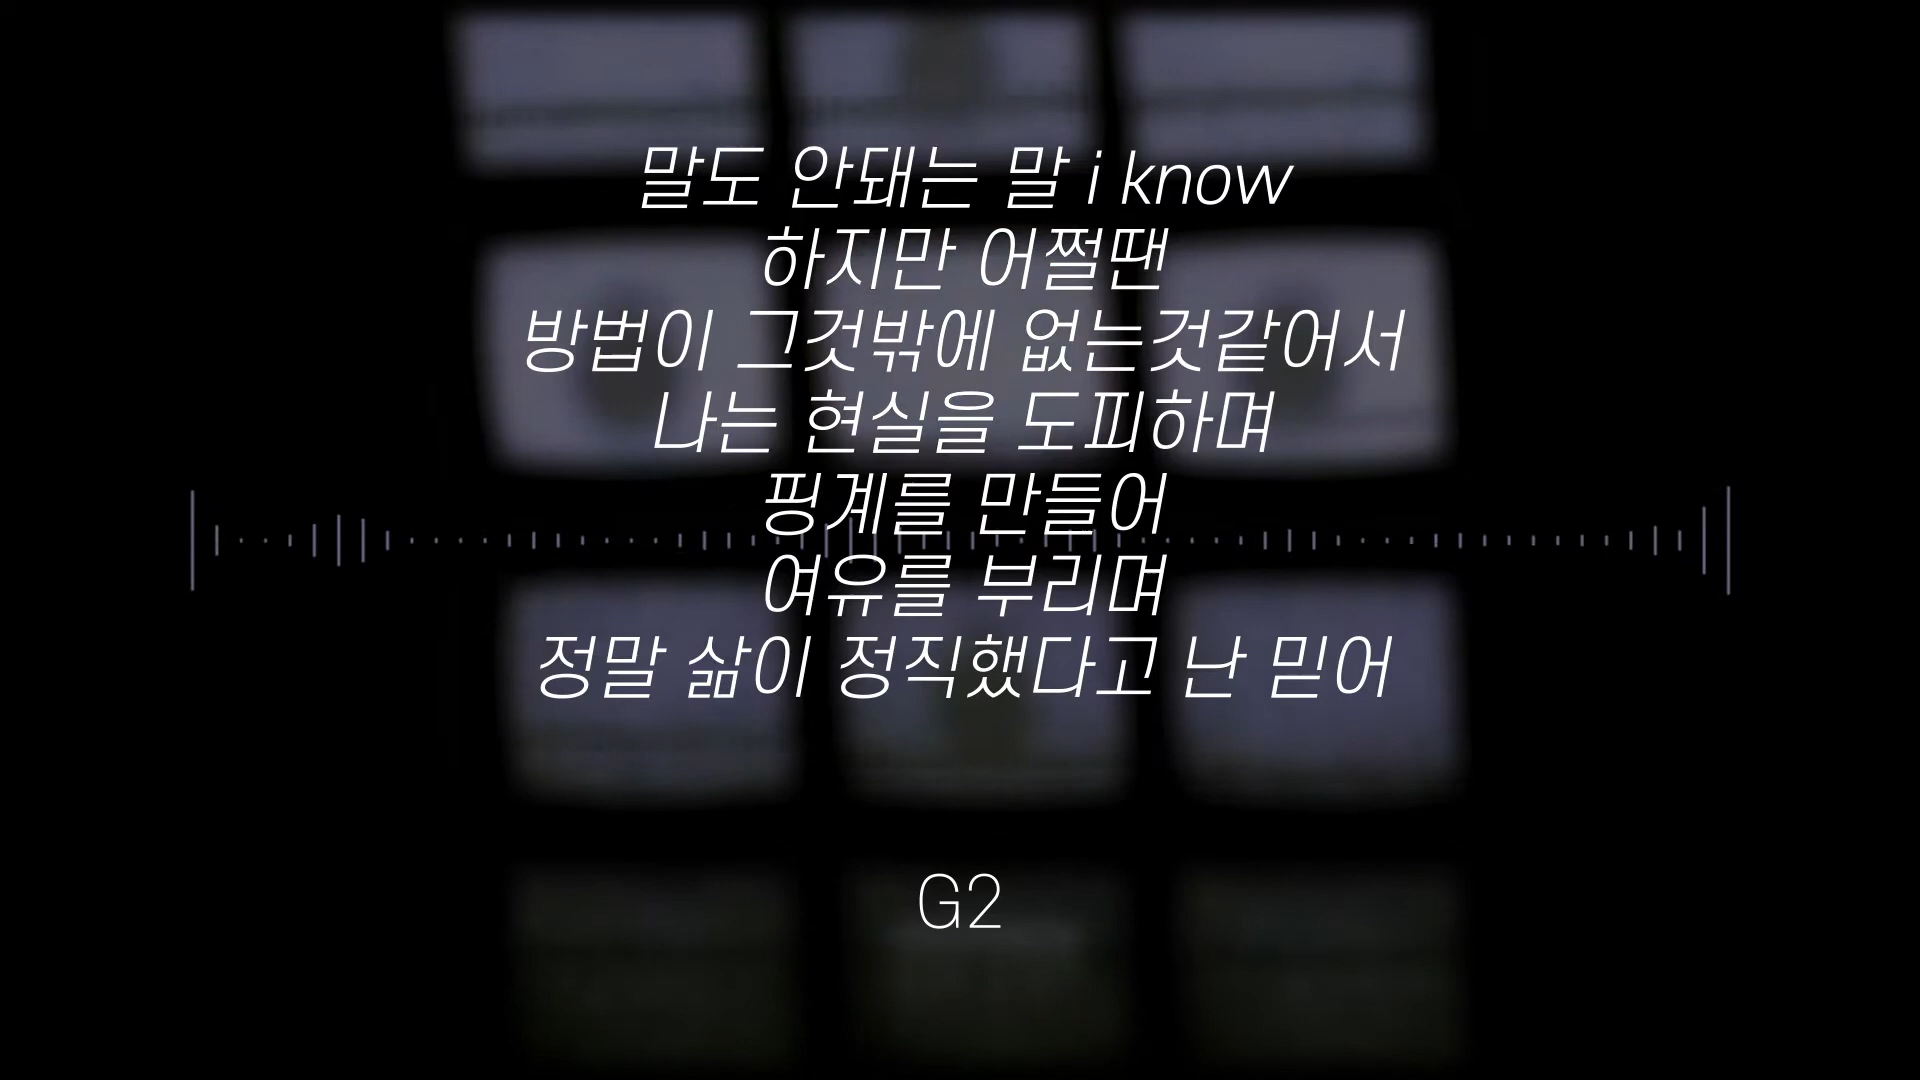 말도 안돼는 말 i know
하지만 어쩔땐
방법이 그것밖에 없는것같어서
나는 현실을 도피하며
핑계를 만들어
여유를 부리며
정말 삶이 정직했다고 난 믿어
G2